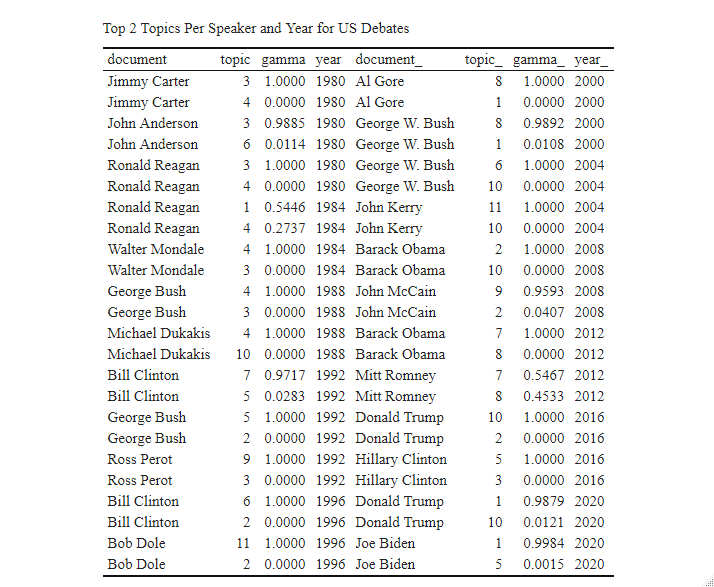 Top 2 Topics Per Speaker and Year for US Debates
document topic gamma year document_ topic_ gamma_ year_
Jimmy Carter 3 1.0000 1980 Al Gore 8 1.0000 2000
Jimmy Carter 4 0.0000 1980 Al Gore 1 0.0000 2000
John Anderson 3 0.9885 1980 George W. Bush 8 0.9892 2000
John Anderson 6 0.0114 1980 George W. Bush 1 0.0108 2000
Ronald Reagan 3 1.0000 1980 George W. Bush 6 1.0000 2004
Ronald Reagan 4 0.0000 1980 George W. Bush 10 0.0000 2004
Ronald Reagan 1 0.5446 1984 John Kerry 11 1.0000 2004
Ronald Reagan 4 0.2737 1984 John Kerry 10 0.0000 2004
Walter Mondale 4 1.0000 1984 Barack Obama 2 1.0000 2008
Walter Mondale 3 0.0000 1984 Barack Obama 10 0.0000 2008
George Bush 4 1.0000 1988 John McCain 9 0.9593 2008
George Bush 3 0.0000 1988 John McCain 2 0.0407 2008
Michael Dukakis 4 1.0000 1988 Barack Obama 7 1.0000 2012
Michael Dukakis 10 0.0000 1988 Barack Obama 8 0.0000 2012
Bill Clinton 7 0.9717 1992 Mitt Romney 7 0.5467 2012
Bill Clinton 5 0.0283 1992 Mitt Romney 8 0.4533 2012
George Bush 5 1.0000 1992 Donald Trump 10 1.0000 2016
George Bush 2 0.0000 1992 Donald Trump 2 0.0000 2016
Ross Perot 9 1.0000 1992 Hillary Clinton 5 1.0000 2016
Ross Perot 3 0.0000 1992 Hillary Clinton 3 0.0000 2016
Bill Clinton 6 1.0000 1996 Donald Trump 1 0.9879 2020
Bill Clinton 2 0.0000 1996 Donald Trump 10 0.0121 2020
Bob Dole 11 1.0000 1996 Joe Biden 1 0.9984 2020
Bob Dole 2 0.0000 1996 Joe Biden 5 0.0015 2020